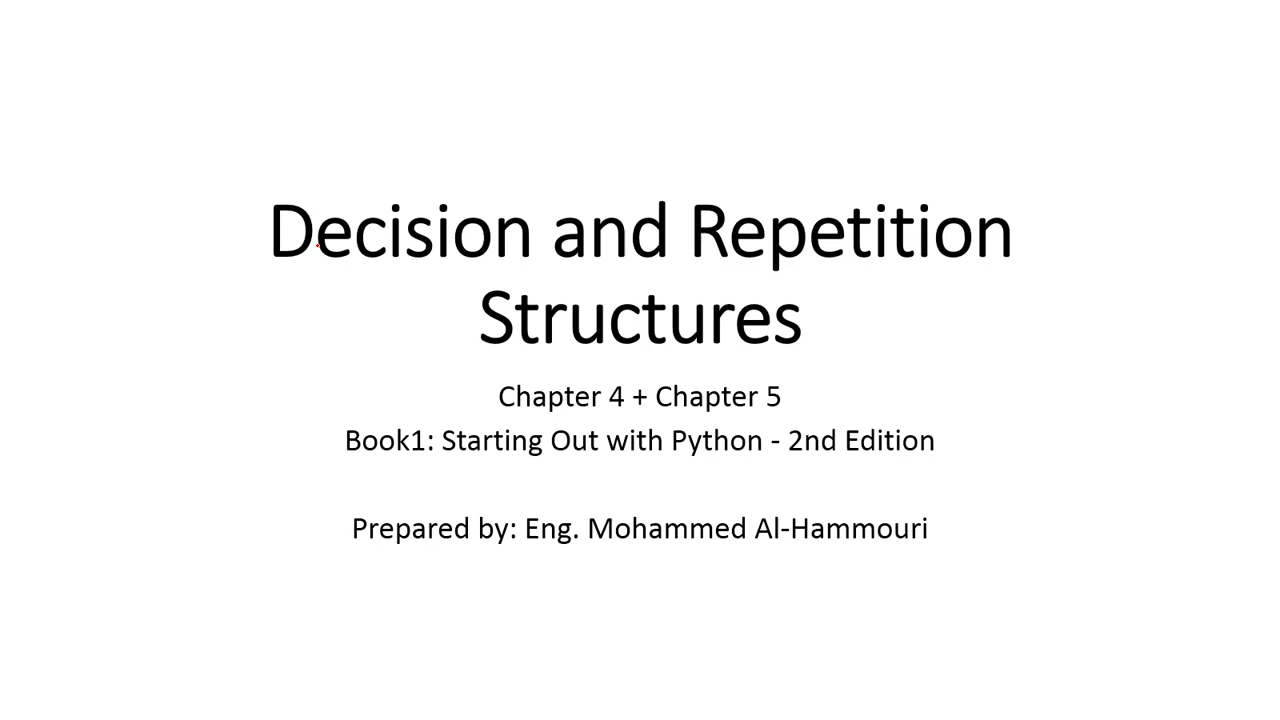 Decision and Repetition
Structures
Chapter 4 + Chapter 5
Book1: Starting Out with Python - 2nd Edition
Prepared by: Eng. Mohammed Al-Hammouri